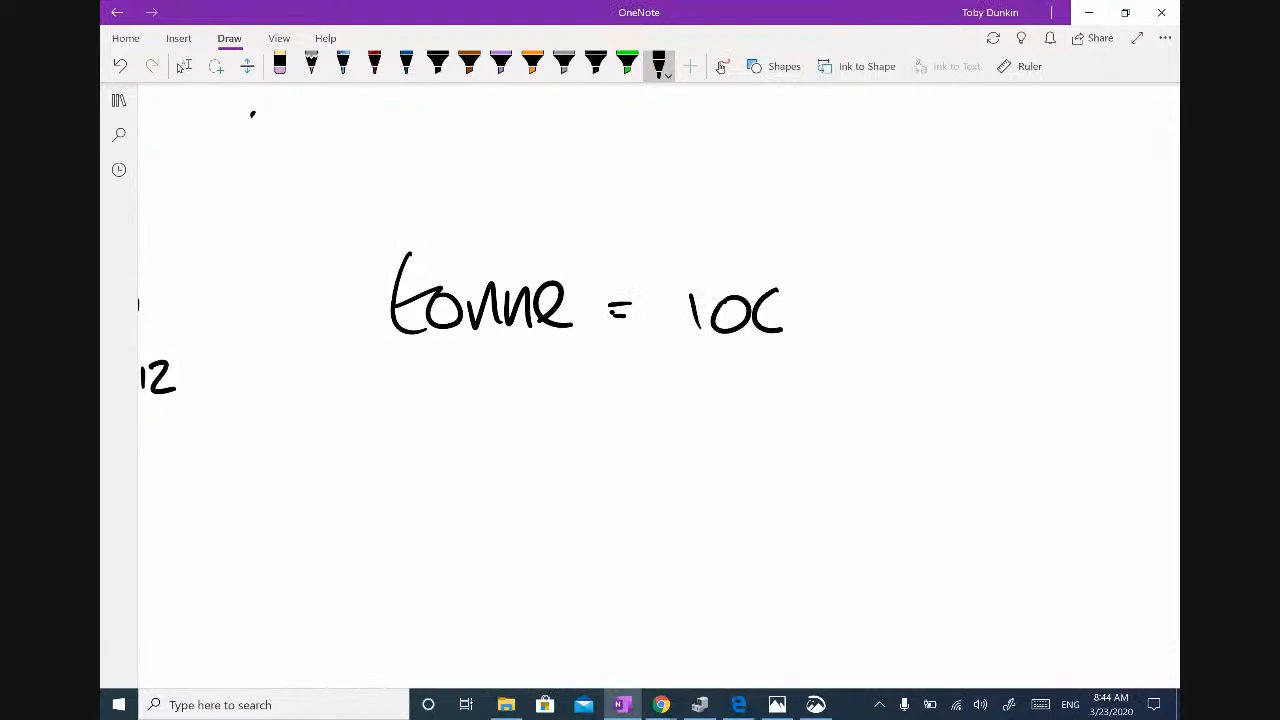 OneNote
Toby Dunkin
Home Insert Draw View Help
Share
Shapes Ink to Shape Ink to Text Ruler
tonne = 10C
12
Type here to search
ENG
8:44 AM
3/23/2020